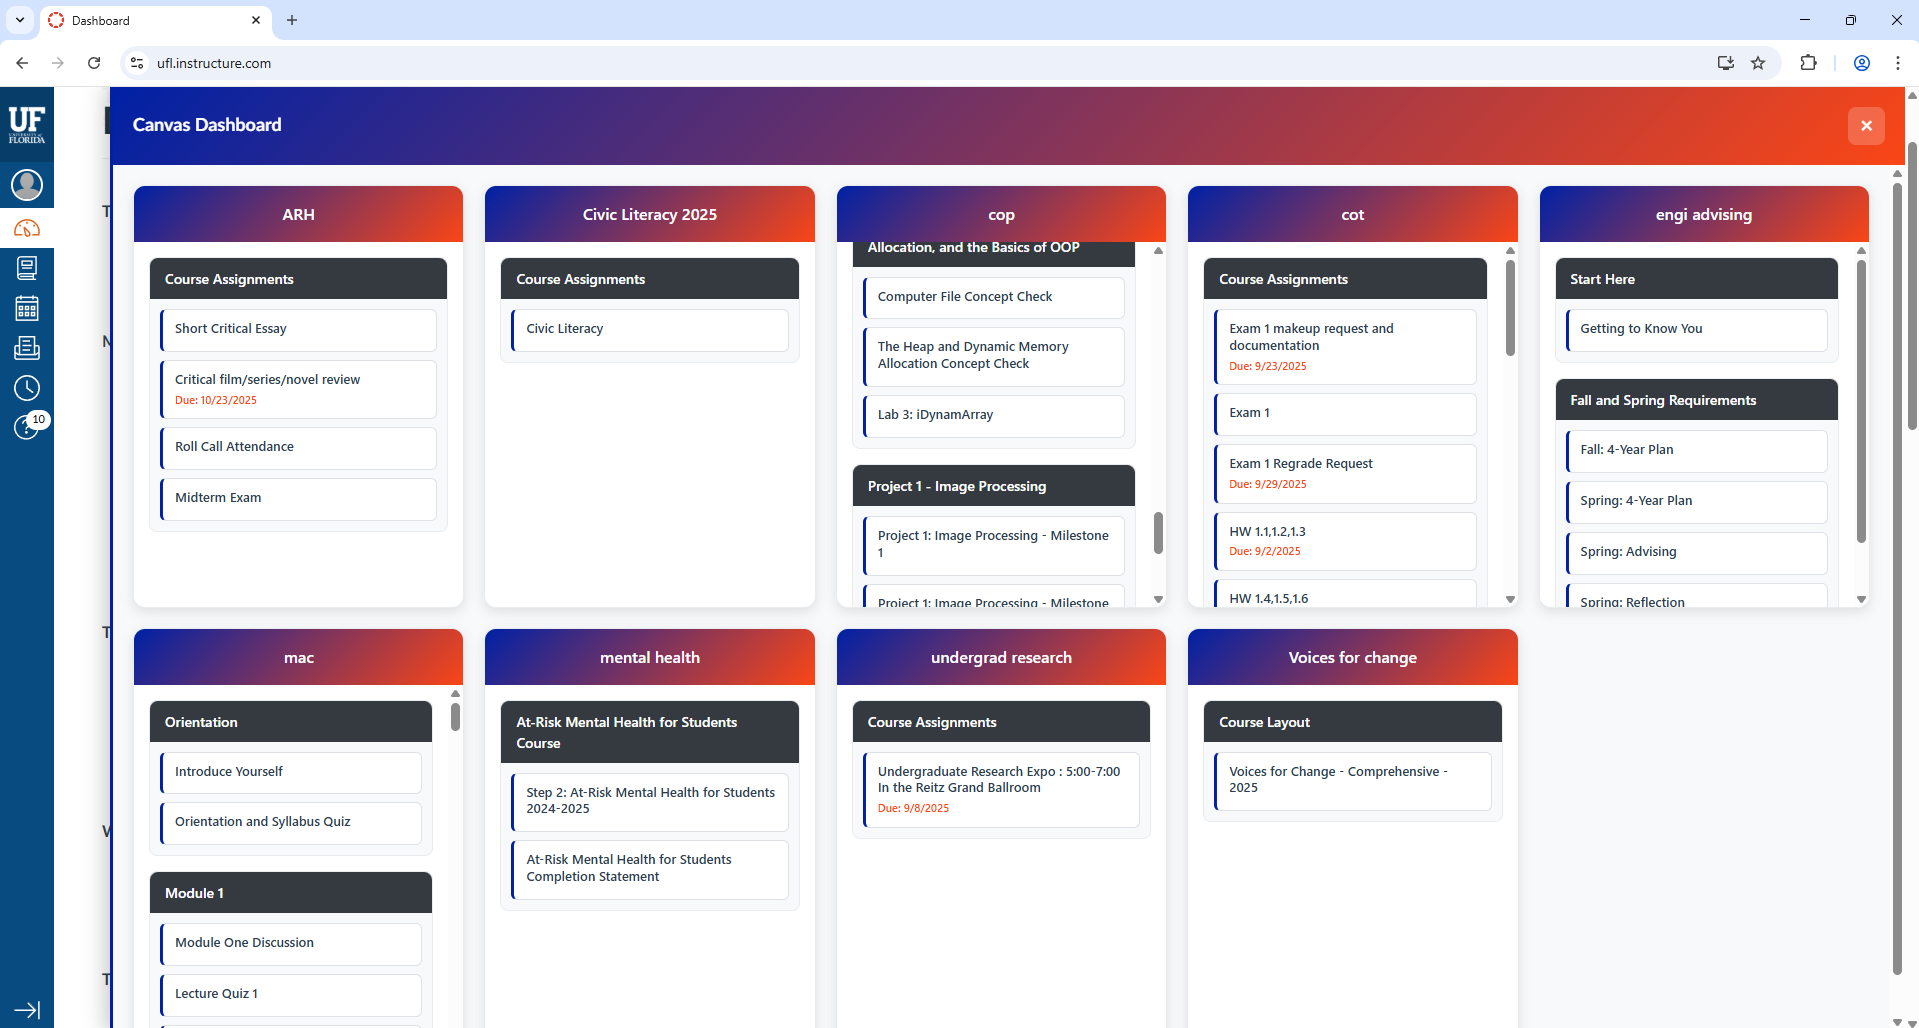 Dashboard
ufl.instructure.com
UF
UNIVERSITY of
FLORIDA
10
Canvas Dashboard
ARH
Course Assignments
Short Critical Essay
Critical film/series/novel review
Due: 10/23/2025
Roll Call Attendance
Midterm Exam
Civic Literacy 2025
Course Assignments
Civic Literacy
cop
Allocation, and the Basics of OOP
Computer File Concept Check
The Heap and Dynamic Memory
Allocation Concept Check
Lab 3: iDynamArray
Project 1 - Image Processing
Project 1: Image Processing - Milestone
1
Project 1: Image Processing - Milestone
cot
Course Assignments
Exam 1 makeup request and
documentation
Due: 9/23/2025
Exam 1
Exam 1 Regrade Request
Due: 9/29/2025
HW 1.1,1.2,1.3
Due: 9/2/2025
HW 1.4,1.5,1.6
engi advising
Start Here
Getting to Know You
Fall and Spring Requirements
Fall: 4-Year Plan
Spring: 4-Year Plan
Spring: Advising
Spring: Reflection
mac
Orientation
Introduce Yourself
Orientation and Syllabus Quiz
Module 1
Module One Discussion
Lecture Quiz 1
mental health
At-Risk Mental Health for Students
Course
Step 2: At-Risk Mental Health for Students
2024-2025
At-Risk Mental Health for Students
Completion Statement
undergrad research
Course Assignments
Undergraduate Research Expo : 5:00-7:00
In the Reitz Grand Ballroom
Due: 9/8/2025
Voices for change
Course Layout
Voices for Change - Comprehensive -
2025